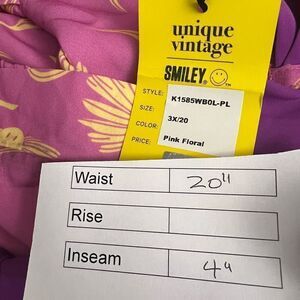 unique
vintage
SMILEY
STYLE: K1585WB0L-PL
SIZE: 3X/20
COLOR: Pink Floral
PRICE:
Waist 20"
Rise
Inseam 4"